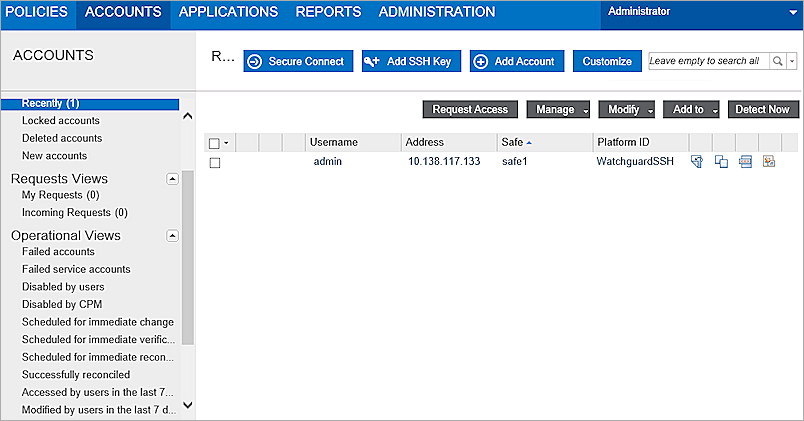 POLICIES ACCOUNTS APPLICATIONS REPORTS ADMINISTRATION Administrator
ACCOUNTS
R... Secure Connect Add SSH Key Add Account Customize Leave empty to search all
Request Access Manage Modify Add to Detect Now
Recently (1)
Locked accounts
Deleted accounts
New accounts
Requests Views
My Requests (0)
Incoming Requests (0)
Operational Views
Failed accounts
Failed service accounts
Disabled by users
Disabled by CPM
Scheduled for immediate change
Scheduled for immediate verific...
Scheduled for immediate recon...
Successfully reconciled
Accessed by users in the last 7...
Modified by users in the last 7 d...
Username Address Safe Platform ID
admin 10.138.117.133 safe1 WatchguardSSH